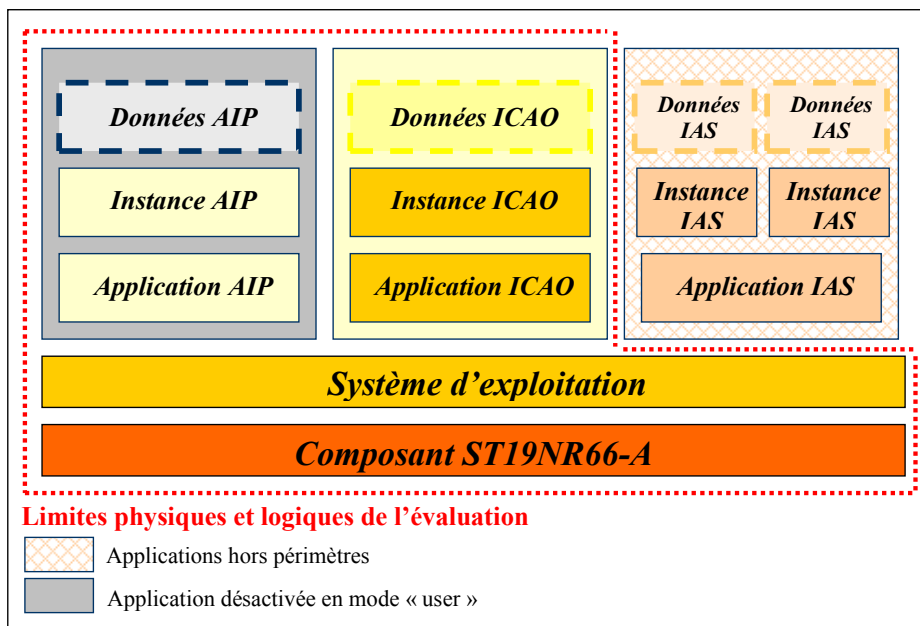 Données AIP
Données ICAO
Données
IAS
Données
IAS
Instance AIP
Instance ICAO
Instance
IAS
Instance
IAS
Application AIP
Application ICAO
Application IAS
Système d'exploitation
Composant ST19NR66-A
Limites physiques et logiques de l'évaluation
Applications hors périmètres
Application désactivée en mode « user »